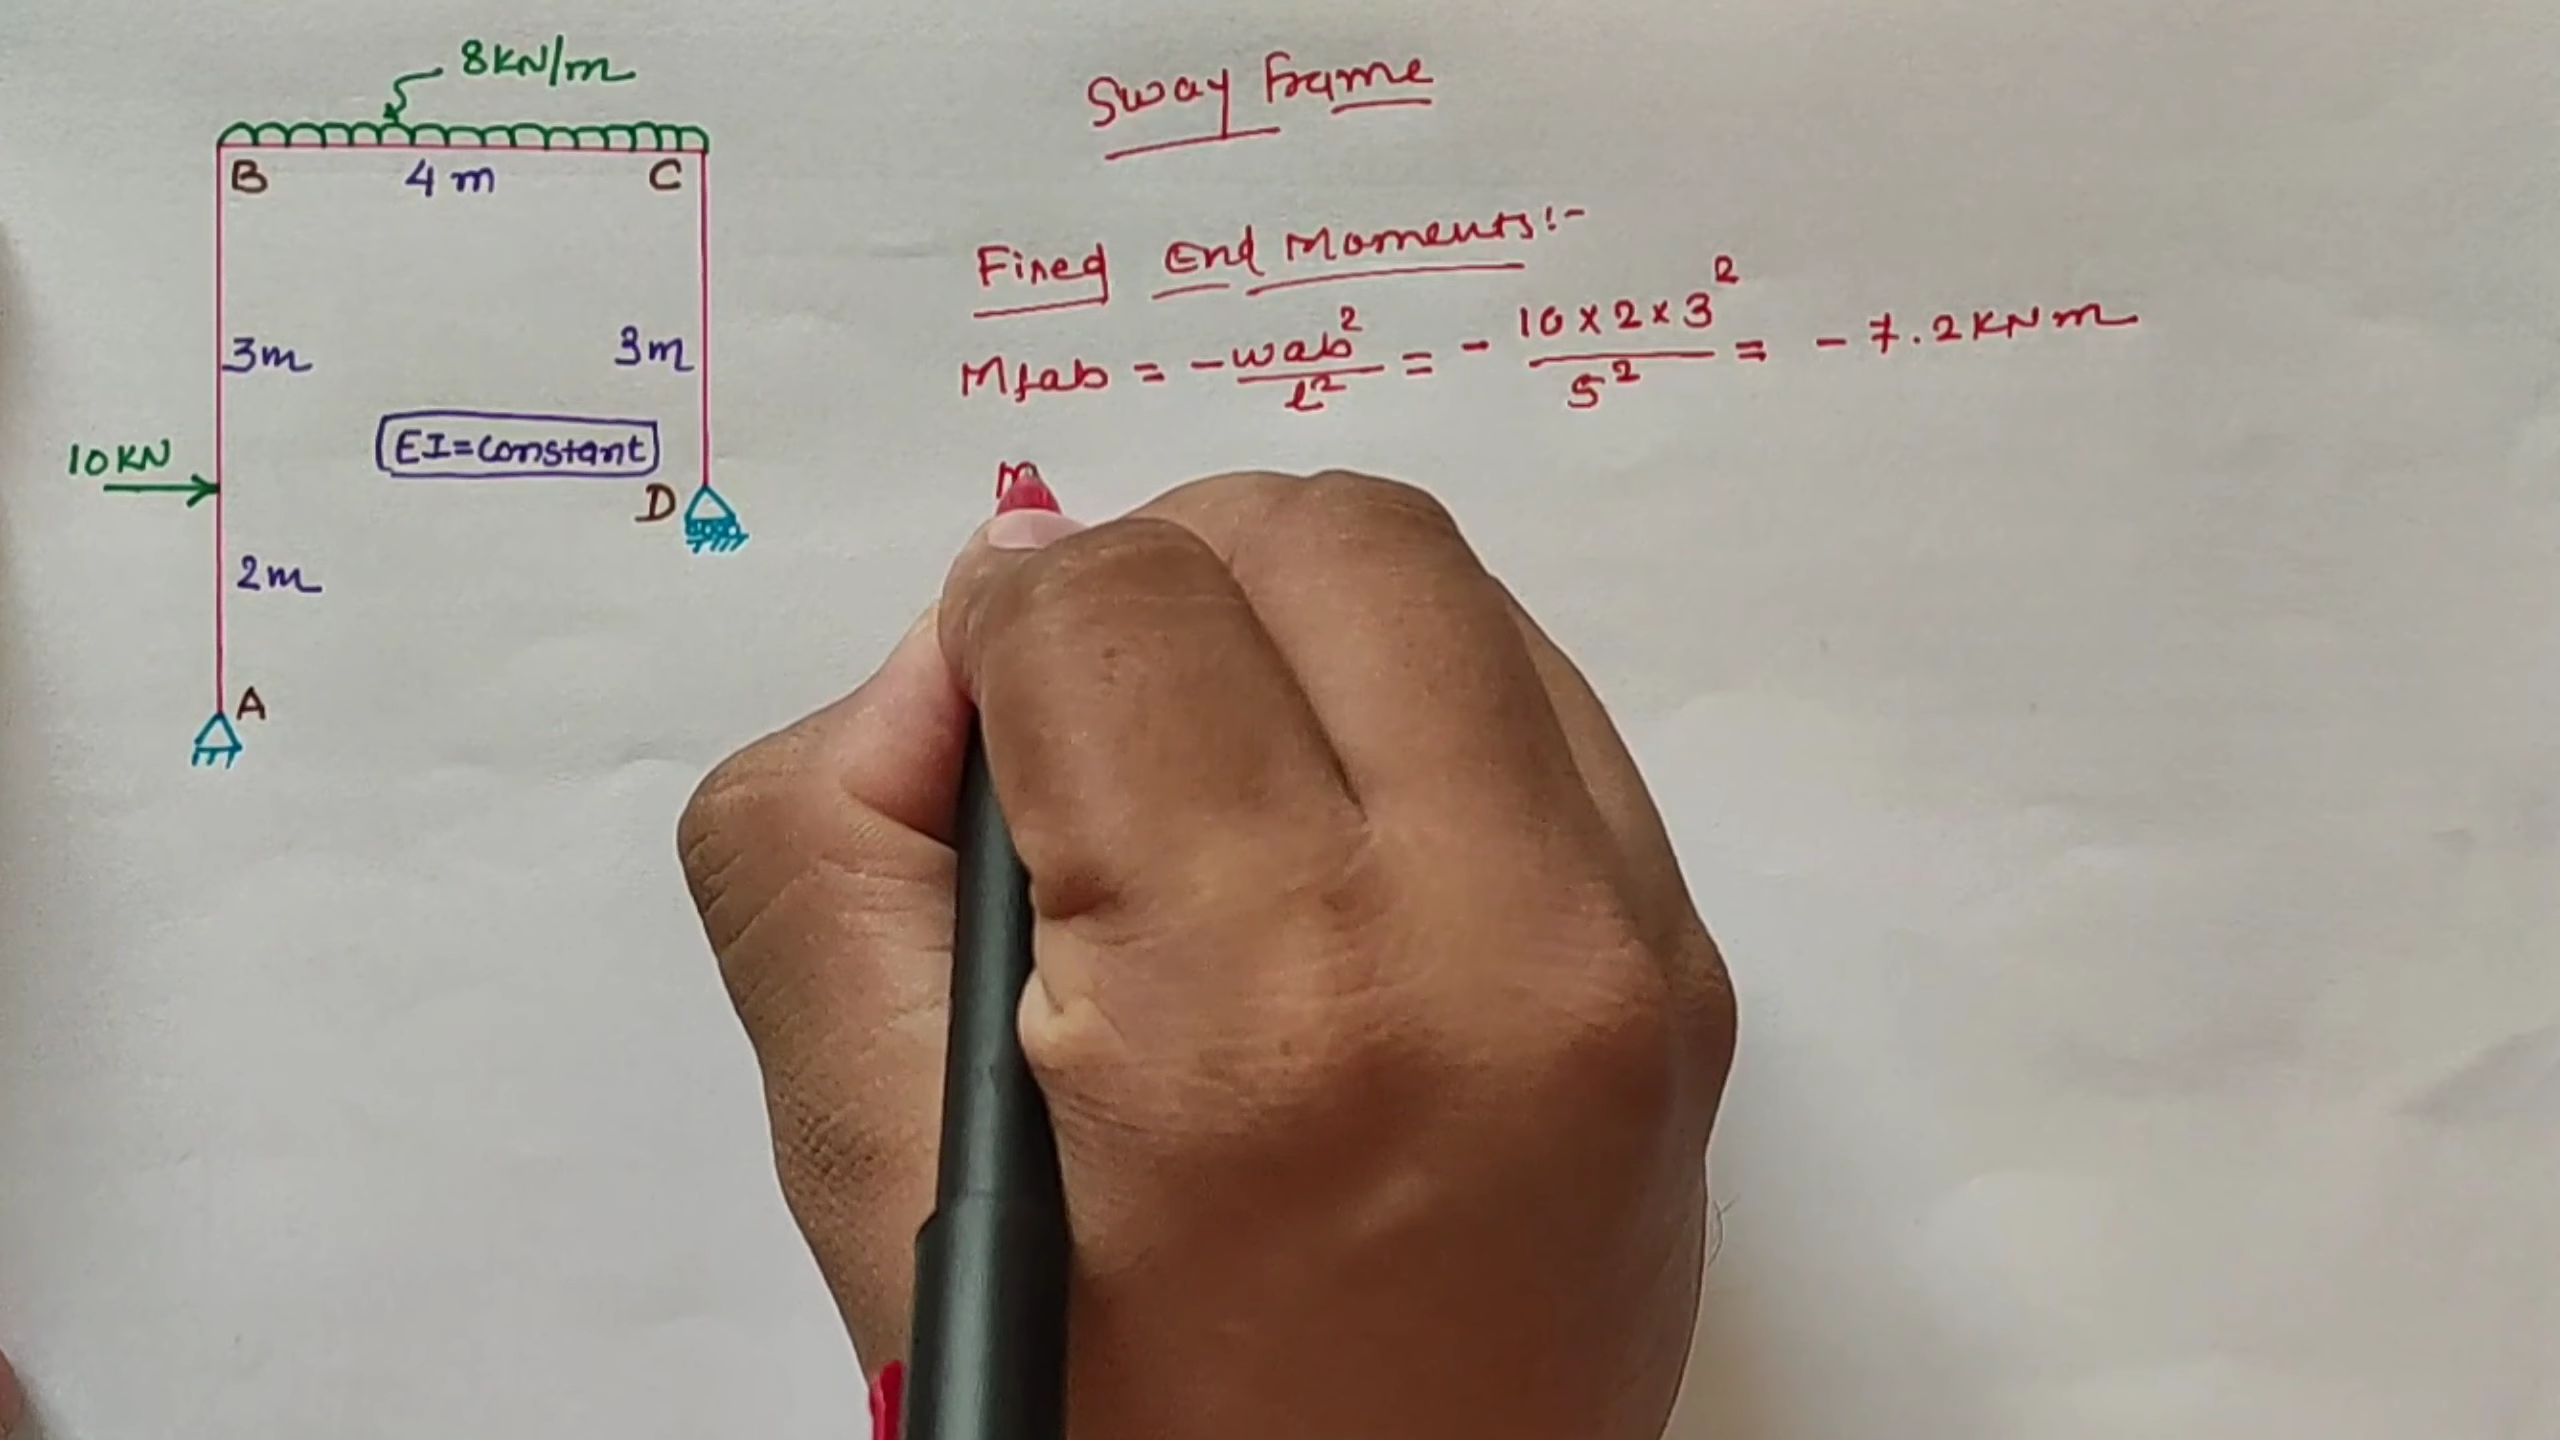 8KN/m
B 4 m C
3m 3m
10KN EI=constant
D
2m
A
Sway Frame
Fixed End Moments:-
Mfab = -wab²/l² = - 10×2×3²/5² = - 7.2KNm
M